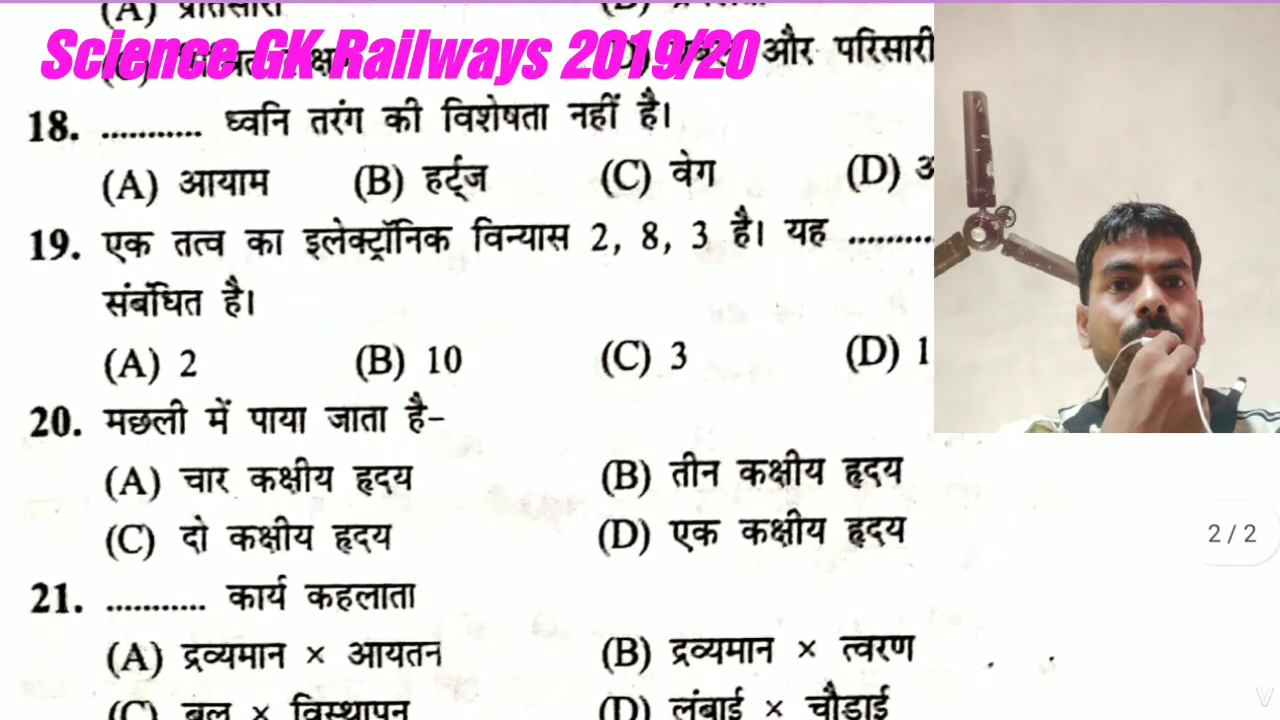 Science GK Railways 2019/20
(A) प्रतिसारी
और परिसारी
18. ........... ध्वनि तरंग की विशेषता नहीं है।
(A) आयाम (B) हर्ट्ज (C) वेग (D)
19. एक तत्व का इलेक्ट्रॉनिक विन्यास 2, 8, 3 है। यह ..........
संबंधित है।
(A) 2 (B) 10 (C) 3 (D) 1
20. मछली में पाया जाता है-
(A) चार कक्षीय हृदय (B) तीन कक्षीय हृदय
(C) दो कक्षीय हृदय (D) एक कक्षीय हृदय
2 / 2
21. ........... कार्य कहलाता
(A) द्रव्यमान × आयतन (B) द्रव्यमान × त्वरण
(C) बल × विस्थापन (D) लंबाई × चौड़ाई
V